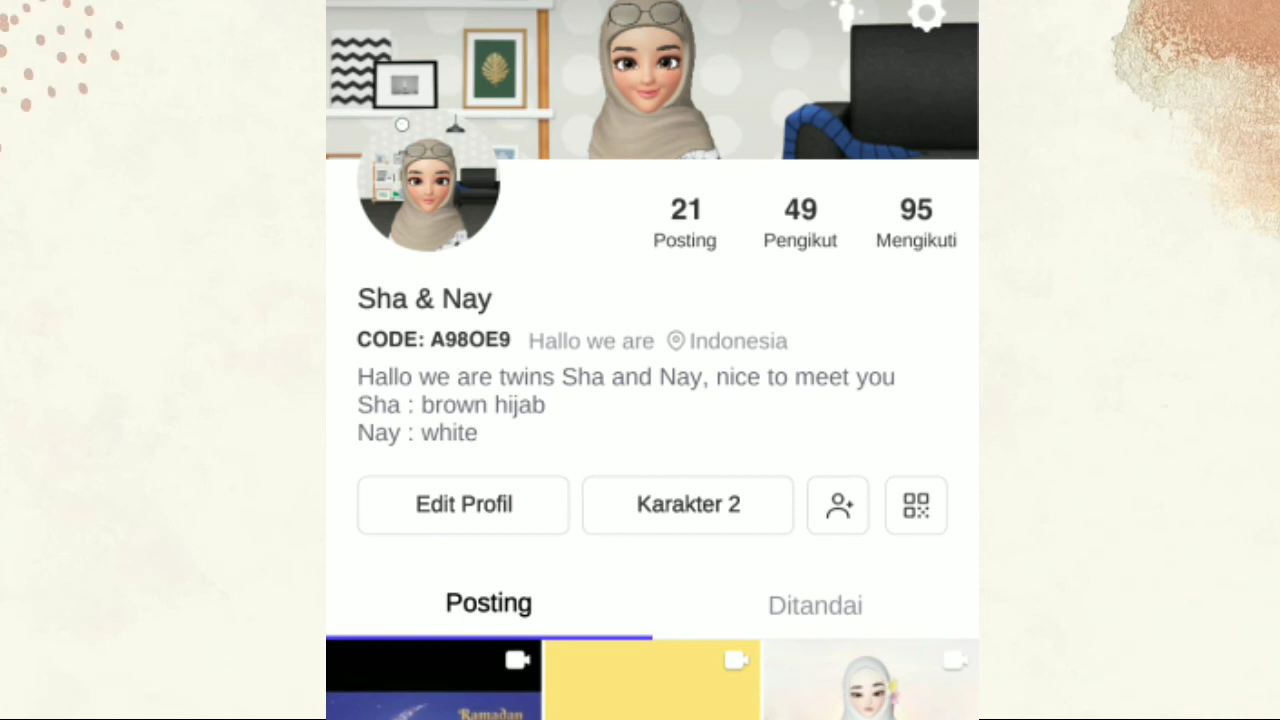 21 49 95
Posting Pengikut Mengikuti
Sha & Nay
CODE: A98OE9 Hallo we are Indonesia
Hallo we are twins Sha and Nay, nice to meet you
Sha : brown hijab
Nay : white
Edit Profil Karakter 2
Posting Ditandai
Ramadan